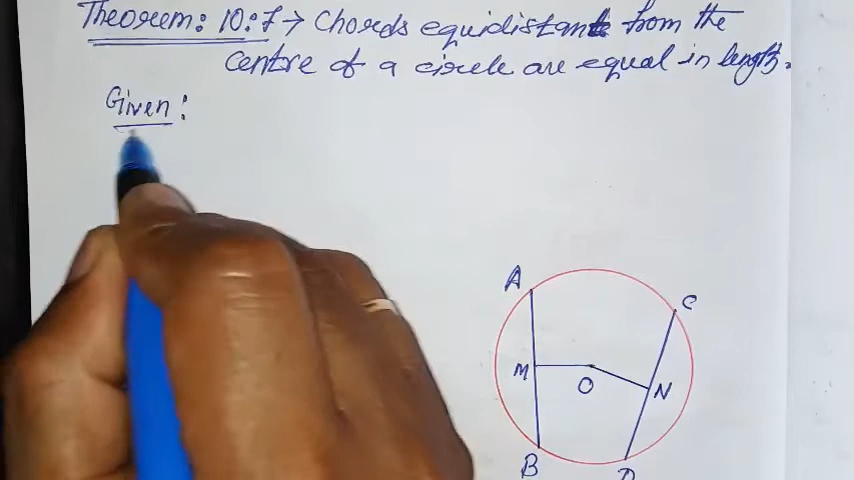 Theorem: 10:7→ Chords equidistant from the
centre of a circle are equal in length.
Given:
A
C
M
O
N
B
D